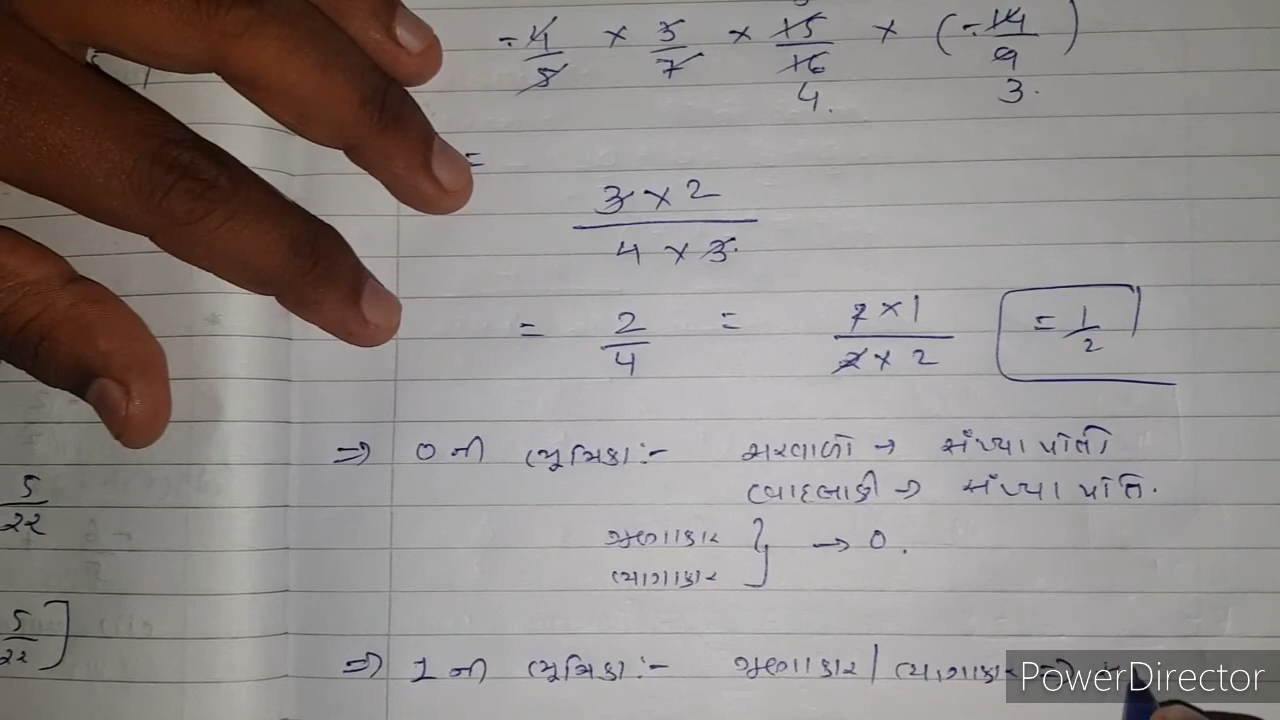 -4/5 × 3/7 × 15/16 × (-14/9)
4. 3.
=
3 × 2 / 4 × 3
= 2/4 = 2 × 1 / 2 × 2 = 1/2
⇒ 0 ની ભૂમિકા :- સરવાળો → સંખ્યા પોતે
બાદબાકી → સંખ્યા પોતે.
5/22
ગુણાકાર } → 0.
ભાગાકાર
5/22]
⇒ 1 ની ભૂમિકા :- ગુણાકાર | ભાગાકાર →
PowerDirector